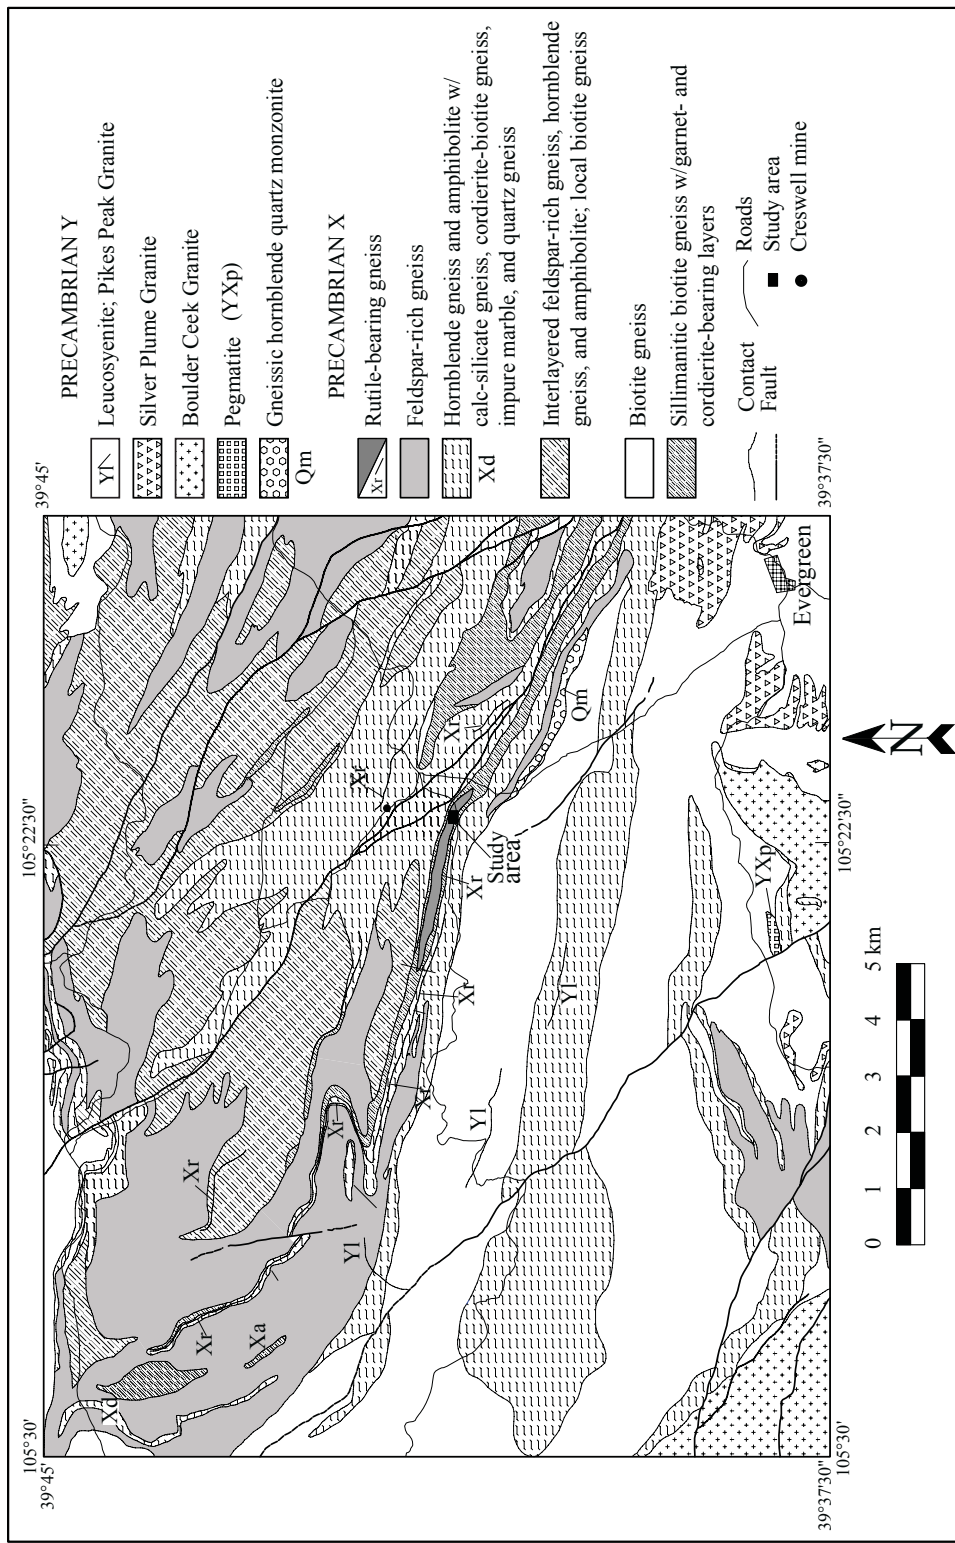 39°45'
105°30'
105°22'30"
39°45'
39°37'30"
105°30'
105°22'30"
39°37'30"
Xd
Xr
Xa
Xr
Yl
Xr
Xr
Yl
Xr
Yl
Xr
Study
area
Xr
Xr
Qm
YXp
Evergreen
0 1 2 3 4 5 km
N
PRECAMBRIAN Y
Yl
Leucosyenite; Pikes Peak Granite
Silver Plume Granite
Boulder Ceek Granite
Pegmatite (YXp)
Gneissic hornblende quartz monzonite
Qm
PRECAMBRIAN X
Xr
Rutile-bearing gneiss
Feldspar-rich gneiss
Hornblende gneiss and amphibolite w/
calc-silicate gneiss, cordierite-biotite gneiss,
impure marble, and quartz gneiss
Xd
Interlayered feldspar-rich gneiss, hornblende
gneiss, and amphibolite; local biotite gneiss
Biotite gneiss
Sillimanitic biotite gneiss w/garnet- and
cordierite-bearing layers
Contact
Fault
Roads
Study area
Creswell mine